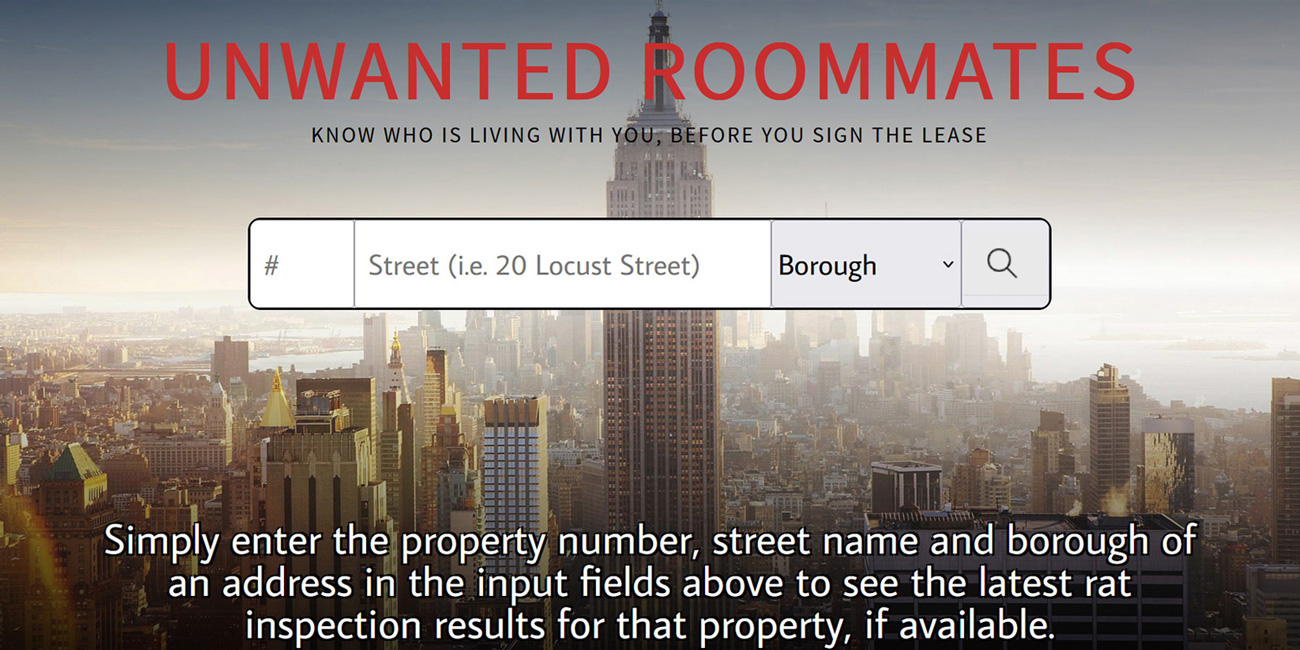 UNWANTED ROOMMATES
KNOW WHO IS LIVING WITH YOU, BEFORE YOU SIGN THE LEASE
# Street (i.e. 20 Locust Street) Borough
Simply enter the property number, street name and borough of
an address in the input fields above to see the latest rat
inspection results for that property, if available.